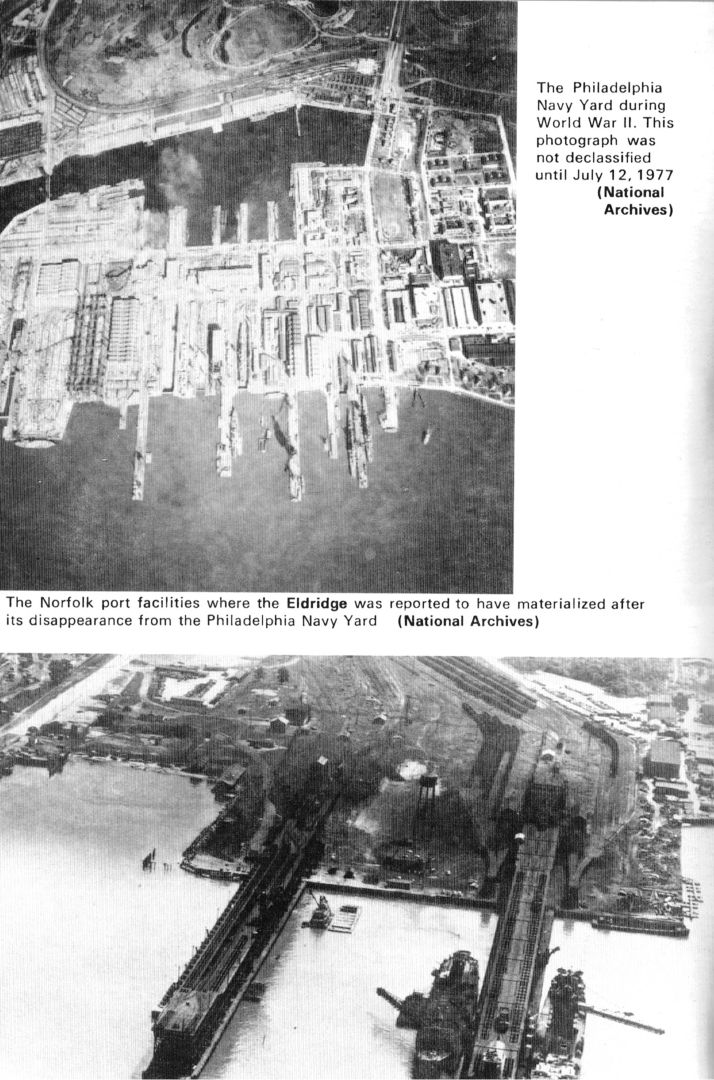 The Philadelphia
Navy Yard during
World War II. This
photograph was
not declassified
until July 12, 1977
(National
Archives)
The Norfolk port facilities where the Eldridge was reported to have materialized after
its disappearance from the Philadelphia Navy Yard (National Archives)